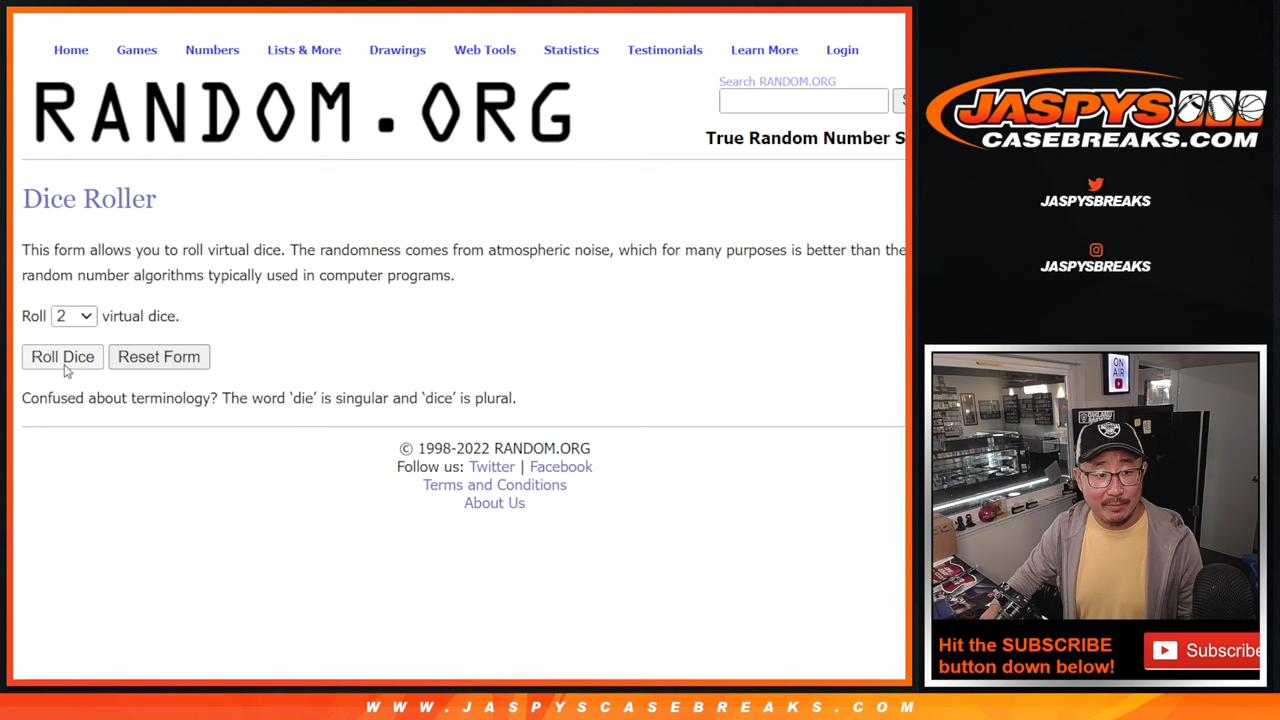 Home Games Numbers Lists & More Drawings Web Tools Statistics Testimonials Learn More Login
RANDOM.ORG
Search RANDOM.ORG
True Random Number S
Dice Roller
This form allows you to roll virtual dice. The randomness comes from atmospheric noise, which for many purposes is better than the
random number algorithms typically used in computer programs.
Roll 2 virtual dice.
Roll Dice Reset Form
Confused about terminology? The word ‘die’ is singular and ‘dice’ is plural.
© 1998-2022 RANDOM.ORG
Follow us: Twitter | Facebook
Terms and Conditions
About Us
JASPYS
CASEBREAKS.COM
JASPYSBREAKS
JASPYSBREAKS
ON
AIR
Hit the SUBSCRIBE
button down below!
Subscribe
WWW.JASPYSCASEBREAKS.COM